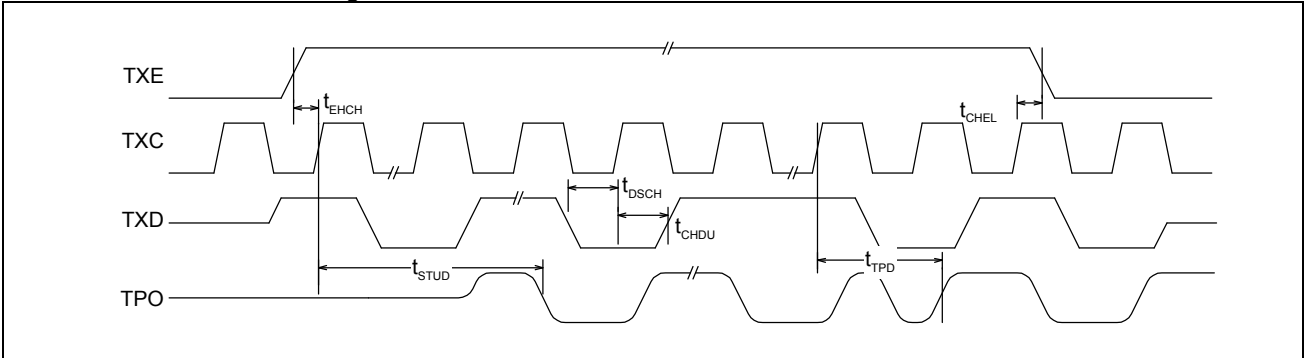 TXE
t_EHCH
t_CHEL
TXC
t_DSCH
TXD
t_CHDU
t_STUD
t_TPD
TPO